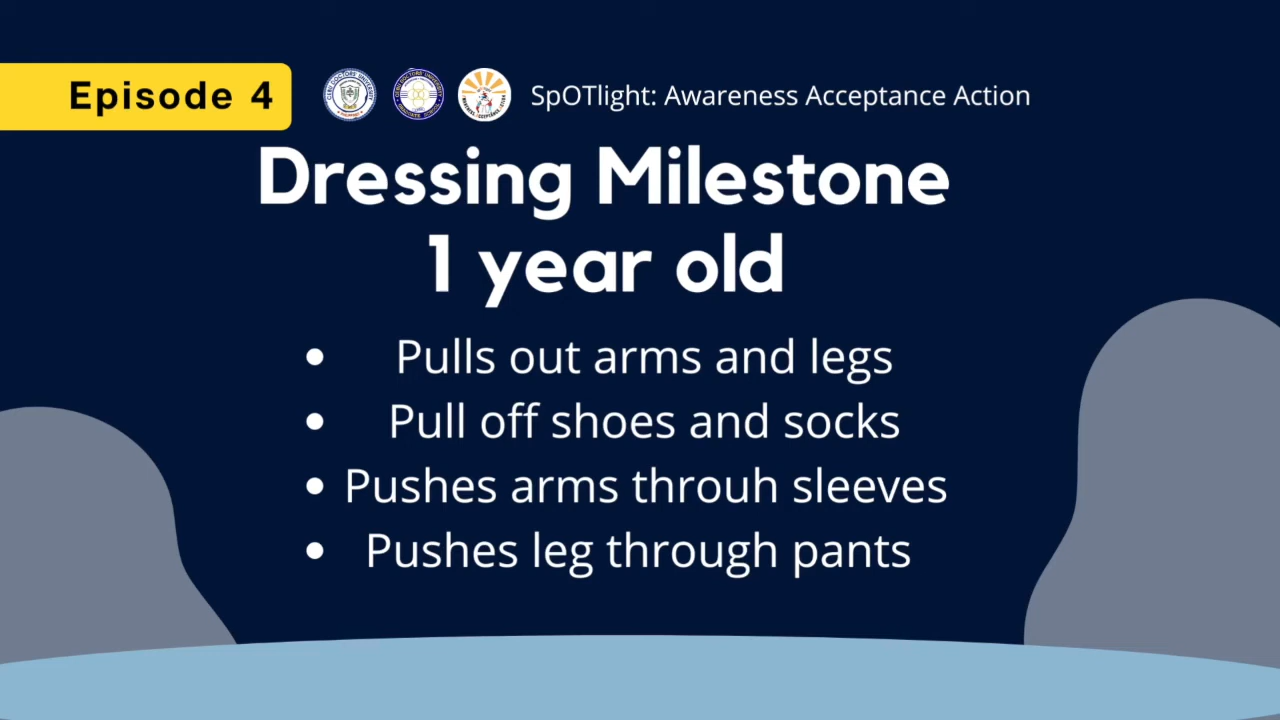 Episode 4
SpOTlight: Awareness Acceptance Action
Dressing Milestone
1 year old
• Pulls out arms and legs
• Pull off shoes and socks
• Pushes arms throuh sleeves
• Pushes leg through pants